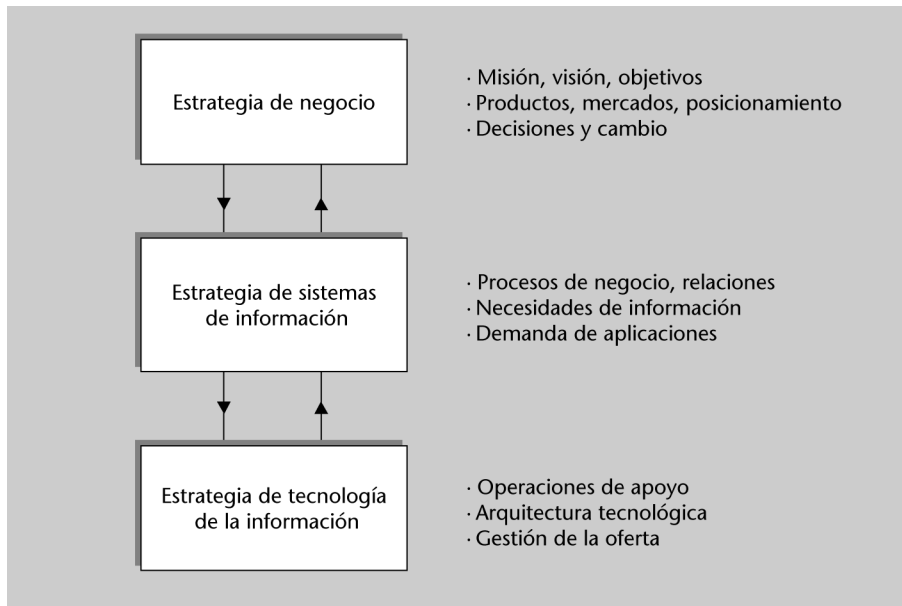 Estrategia de negocio
· Misión, visión, objetivos
· Productos, mercados, posicionamiento
· Decisiones y cambio
Estrategia de sistemas
de información
· Procesos de negocio, relaciones
· Necesidades de información
· Demanda de aplicaciones
Estrategia de tecnología
de la información
· Operaciones de apoyo
· Arquitectura tecnológica
· Gestión de la oferta